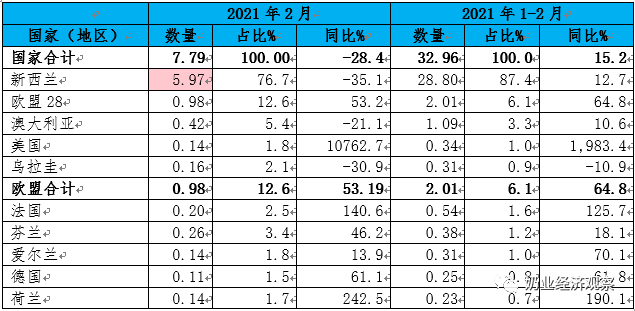 2021 年 2 月 2021 年 1-2 月
国家（地区） 数量 占比% 同比% 数量 占比% 同比%
国家合计 7.79 100.00 -28.4 32.96 100.0 15.2
新西兰 5.97 76.7 -35.1 28.80 87.4 12.7
欧盟 28 0.98 12.6 53.2 2.01 6.1 64.8
澳大利亚 0.42 5.4 -21.1 1.09 3.3 10.6
美国 0.14 1.8 10762.7 0.34 1.0 1,983.4
乌拉圭 0.16 2.1 -30.9 0.31 0.9 -10.9
欧盟合计 0.98 12.6 53.19 2.01 6.1 64.8
法国 0.20 2.5 140.6 0.54 1.6 125.7
芬兰 0.26 3.4 46.2 0.38 1.2 18.1
爱尔兰 0.14 1.8 13.9 0.31 1.0 70.1
德国 0.11 1.5 61.1 0.25 0.8 61.8
荷兰 0.14 1.7 242.5 0.23 0.7 190.1
奶业经济观察